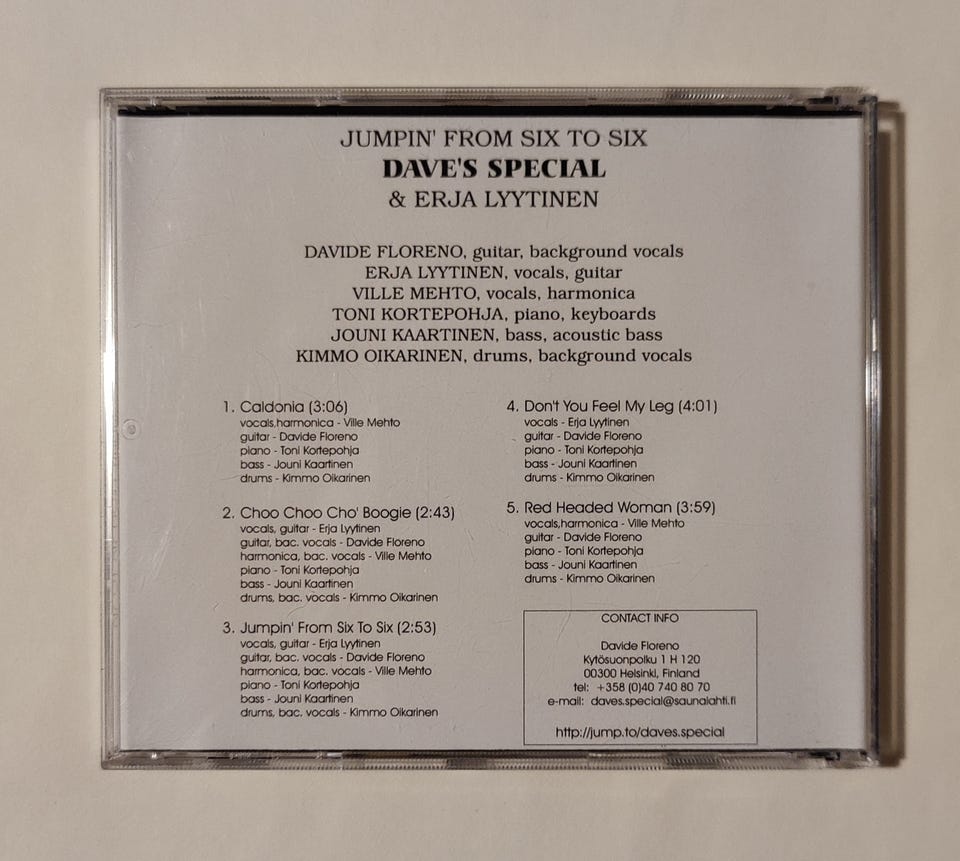 JUMPIN' FROM SIX TO SIX
DAVE'S SPECIAL
& ERJA LYYTINEN
DAVIDE FLORENO, guitar, background vocals
ERJA LYYTINEN, vocals, guitar
VILLE MEHTO, vocals, harmonica
TONI KORTEPOHJA, piano, keyboards
JOUNI KAARTINEN, bass, acoustic bass
KIMMO OIKARINEN, drums, background vocals
1. Caldonia (3:06)
vocals,harmonica - Ville Mehto
guitar - Davide Floreno
piano - Toni Kortepohja
bass - Jouni Kaartinen
drums - Kimmo Oikarinen
2. Choo Choo Cho' Boogie (2:43)
vocals, guitar - Erja Lyytinen
guitar, bac. vocals - Davide Floreno
harmonica, bac. vocals - Ville Mehto
piano - Toni Kortepohja
bass - Jouni Kaartinen
drums, bac. vocals - Kimmo Oikarinen
3. Jumpin' From Six To Six (2:53)
vocals, guitar - Erja Lyytinen
guitar, bac. vocals - Davide Floreno
harmonica, bac. vocals - Ville Mehto
piano - Toni Kortepohja
bass - Jouni Kaartinen
drums, bac. vocals - Kimmo Oikarinen
4. Don't You Feel My Leg (4:01)
vocals - Erja Lyytinen
guitar - Davide Floreno
piano - Toni Kortepohja
bass - Jouni Kaartinen
drums - Kimmo Oikarinen
5. Red Headed Woman (3:59)
vocals,harmonica - Ville Mehto
guitar - Davide Floreno
piano - Toni Kortepohja
bass - Jouni Kaartinen
drums - Kimmo Oikarinen
CONTACT INFO
Davide Floreno
Kytösuonpolku 1 H 120
00300 Helsinki, Finland
tel: +358 (0)40 740 80 70
e-mail: daves.special@saunalahti.fi
http://jump.to/daves.special